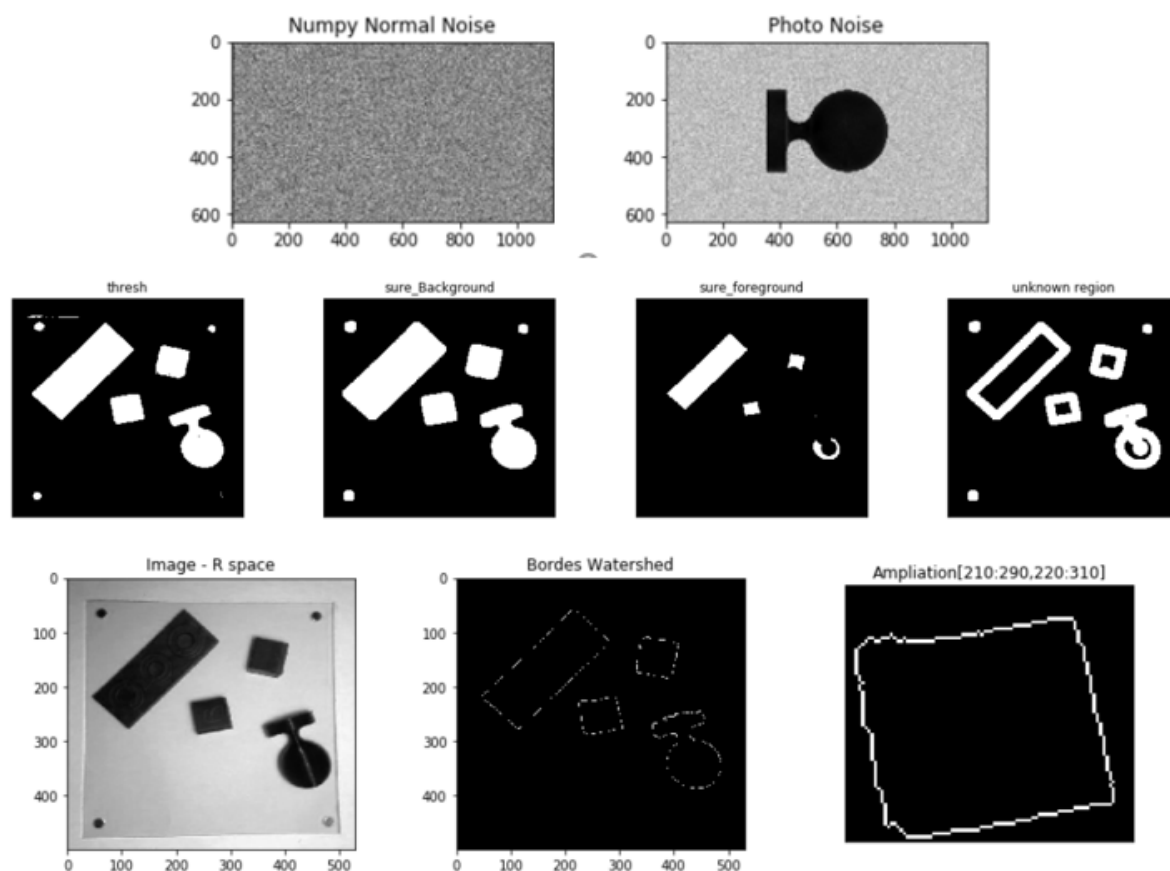 Numpy Normal Noise
Photo Noise
0
200
400
600
0 200 400 600 800 1000
0
200
400
600
0 200 400 600 800 1000
thresh
sure_Background
sure_foreground
unknown region
Image - R space
0
100
200
300
400
0 100 200 300 400 500
Bordes Watershed
0
100
200
300
400
0 100 200 300 400 500
Ampliation[210:290,220:310]